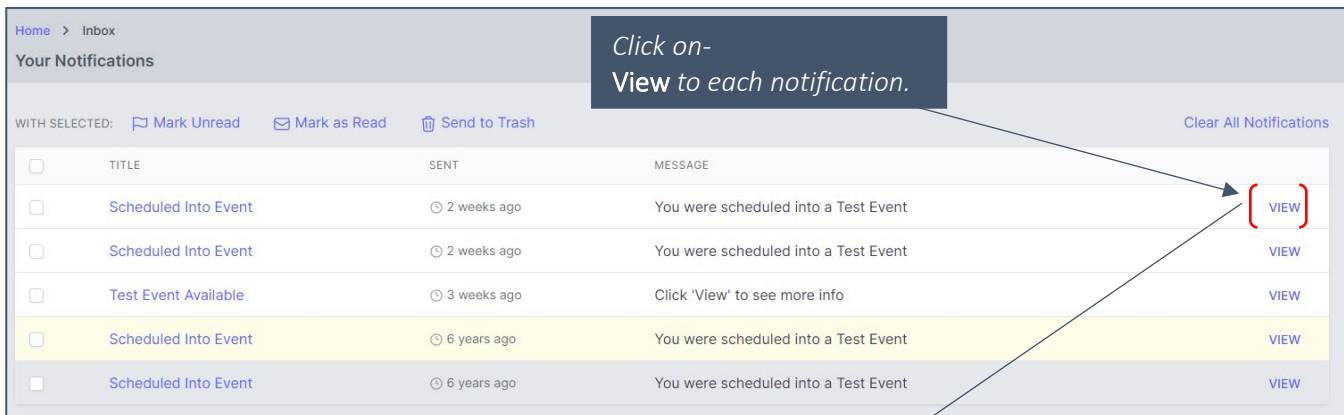 Home > Inbox
Your Notifications
Click on-
View to each notification.
WITH SELECTED: Mark Unread Mark as Read Send to Trash Clear All Notifications
TITLE SENT MESSAGE
Scheduled Into Event 2 weeks ago You were scheduled into a Test Event VIEW
Scheduled Into Event 2 weeks ago You were scheduled into a Test Event VIEW
Test Event Available 3 weeks ago Click 'View' to see more info VIEW
Scheduled Into Event 6 years ago You were scheduled into a Test Event VIEW
Scheduled Into Event 6 years ago You were scheduled into a Test Event VIEW